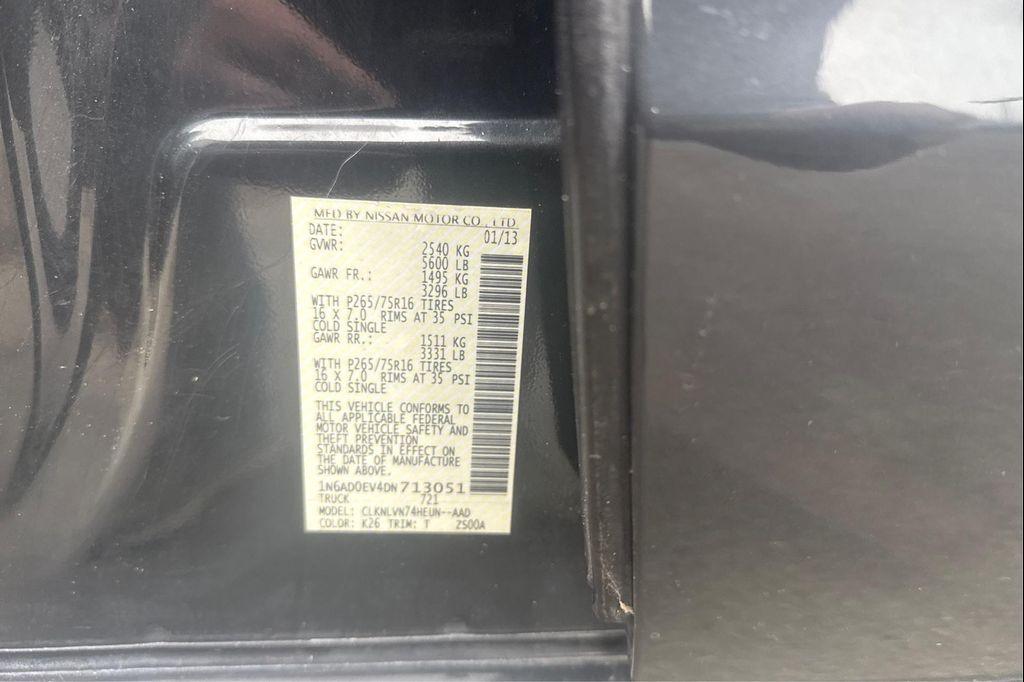 MFD BY NISSAN MOTOR CO., LTD
DATE: 01/13
GVWR: 2540 KG
5600 LB
GAWR FR.: 1495 KG
3296 LB
WITH P265/75R16 TIRES
16 X 7.0 RIMS AT 35 PSI
COLD SINGLE
GAWR RR.: 1511 KG
3331 LB
WITH P265/75R16 TIRES
16 X 7.0 RIMS AT 35 PSI
COLD SINGLE
THIS VEHICLE CONFORMS TO
ALL APPLICABLE FEDERAL
MOTOR VEHICLE SAFETY AND
THEFT PREVENTION
STANDARDS IN EFFECT ON
THE DATE OF MANUFACTURE
SHOWN ABOVE.
1N6AD0EV4DN713051
TRUCK 721
MODEL: CLKNLVN74HEUN--AAD
COLOR: K26 TRIM: T ZS00A